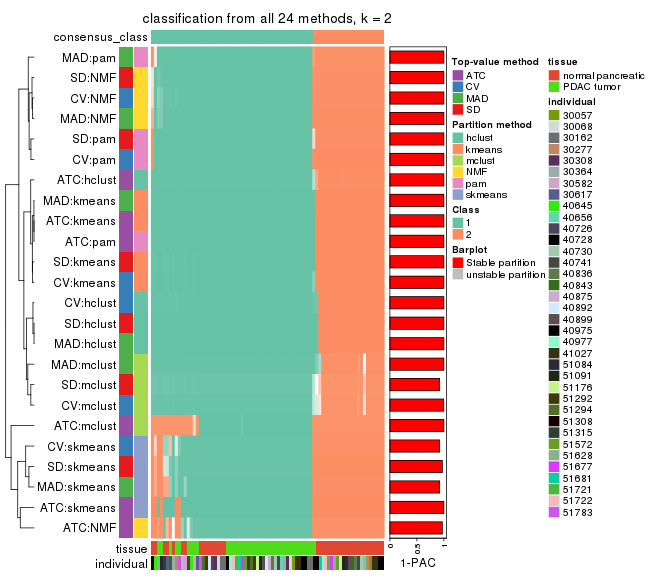 classification from all 24 methods, k = 2
consensus_class
MAD:pam
SD:NMF
CV:NMF
MAD:NMF
SD:pam
CV:pam
ATC:hclust
MAD:kmeans
ATC:kmeans
ATC:pam
SD:kmeans
CV:kmeans
CV:hclust
SD:hclust
MAD:hclust
MAD:mclust
SD:mclust
CV:mclust
ATC:mclust
CV:skmeans
SD:skmeans
MAD:skmeans
ATC:skmeans
ATC:NMF
tissue
individual
0
0.5
1
1-PAC
Top-value method
ATC
CV
MAD
SD
Partition method
hclust
kmeans
mclust
NMF
pam
skmeans
Class
1
2
Barplot
Stable partition
unstable partition
tissue
normal pancreatic
PDAC tumor
individual
30057
30068
30162
30277
30308
30364
30582
30617
40645
40656
40726
40728
40730
40741
40836
40843
40875
40892
40899
40975
40977
41027
51084
51091
51176
51292
51294
51308
51315
51572
51628
51677
51681
51721
51722
51783